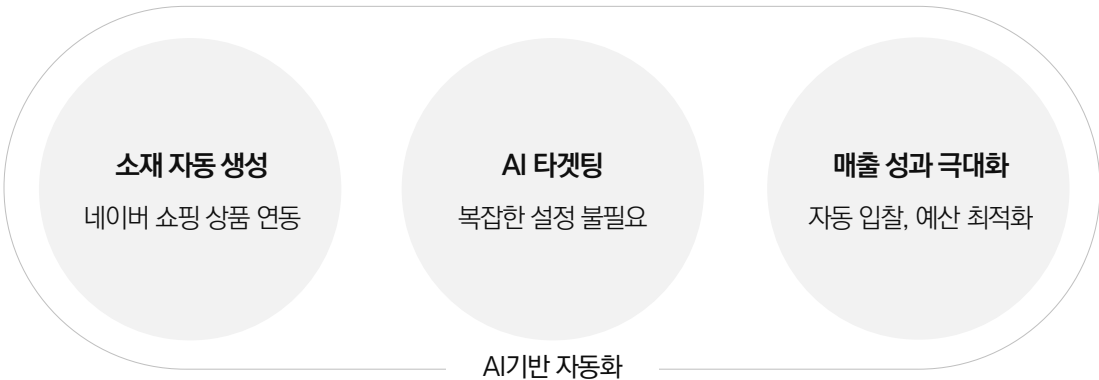 소재 자동 생성
네이버 쇼핑 상품 연동
AI 타겟팅
복잡한 설정 불필요
매출 성과 극대화
자동 입찰, 예산 최적화
AI기반 자동화